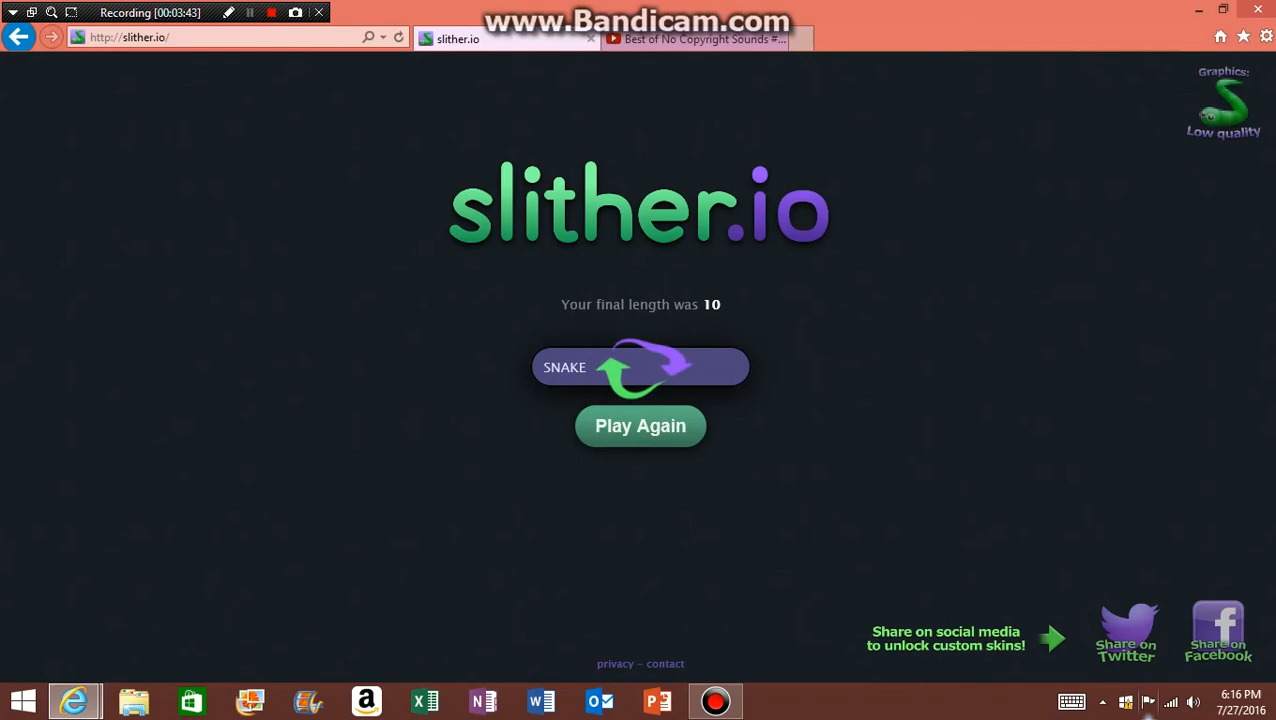 Recording [00:03:43]
www.Bandicam.com
http://slither.io/
slither.io
Best of No Copyright Sounds #...
Graphics:
Low quality
slither.io
Your final length was 10
SNAKE
Play Again
Share on social media
to unlock custom skins!
Share on
Twitter
Share on
Facebook
privacy - contact
6:16 PM
7/27/2016